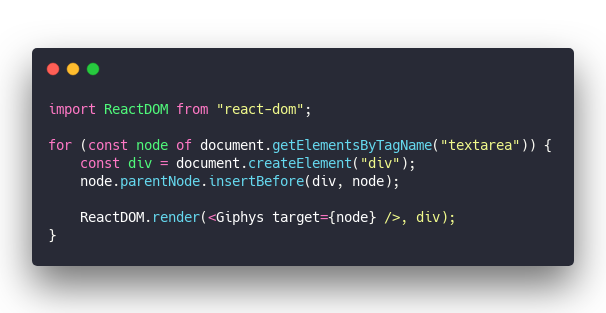 import ReactDOM from "react-dom";

for (const node of document.getElementsByTagName("textarea")) {
    const div = document.createElement("div");
    node.parentNode.insertBefore(div, node);

    ReactDOM.render(<Giphys target={node} />, div);
}